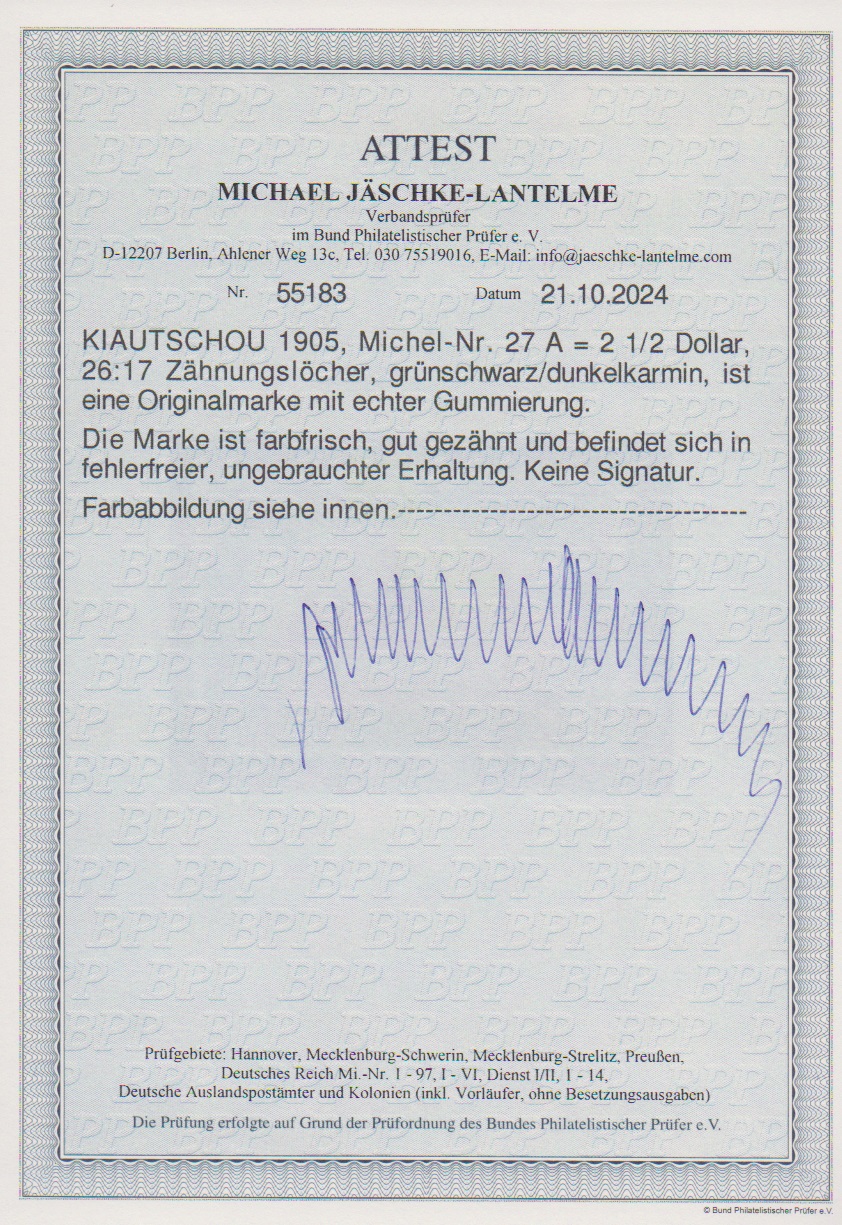 ATTEST
MICHAEL JÄSCHKE-LANTELME
Verbandsprüfer
im Bund Philatelistischer Prüfer e. V.
D-12207 Berlin, Ahlener Weg 13c, Tel. 030 75519016, E-Mail: info@jaeschke-lantelme.com
Nr. 55183 Datum 21.10.2024
KIAUTSCHOU 1905, Michel-Nr. 27 A = 2 1/2 Dollar,
26:17 Zähnungslöcher, grünschwarz/dunkelkarmin, ist
eine Originalmarke mit echter Gummierung.
Die Marke ist farbfrisch, gut gezähnt und befindet sich in
fehlerfreier, ungebrauchter Erhaltung. Keine Signatur.
Farbabbildung siehe innen.--------------------------------------
Prüfgebiete: Hannover, Mecklenburg-Schwerin, Mecklenburg-Strelitz, Preußen,
Deutsches Reich Mi.-Nr. 1 - 97, I - VI, Dienst I/II, 1 - 14,
Deutsche Auslandspostämter und Kolonien (inkl. Vorläufer, ohne Besetzungsausgaben)
Die Prüfung erfolgte auf Grund der Prüfordnung des Bundes Philatelistischer Prüfer e.V.
© Bund Philatelistischer Prüfer e.V.